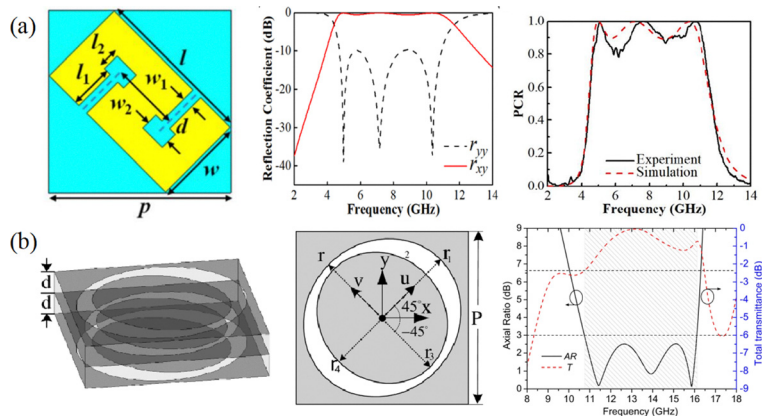 (a)
l
l2
l1
w1
w2
d
w
p
Reflection Coefficient (dB)
0
-10
-20
-30
-40
2 4 6 8 10 12 14
Frequency (GHz)
ryy
rxy
PCR
1.0
0.8
0.6
0.4
0.2
0.0
2 4 6 8 10 12 14
Frequency (GHz)
Experiment
Simulation
(b)
d
d
r
y
2
r1
v
u
45°
x
-45°
r4
r3
P
Axial Ratio (dB)
9
8
7
6
5
4
3
2
1
0
8 9 10 11 12 13 14 15 16 17 18
Frequency (GHz)
AR
T
0
-1
-2
-3
-4
-5
-6
Total transmittance (dB)